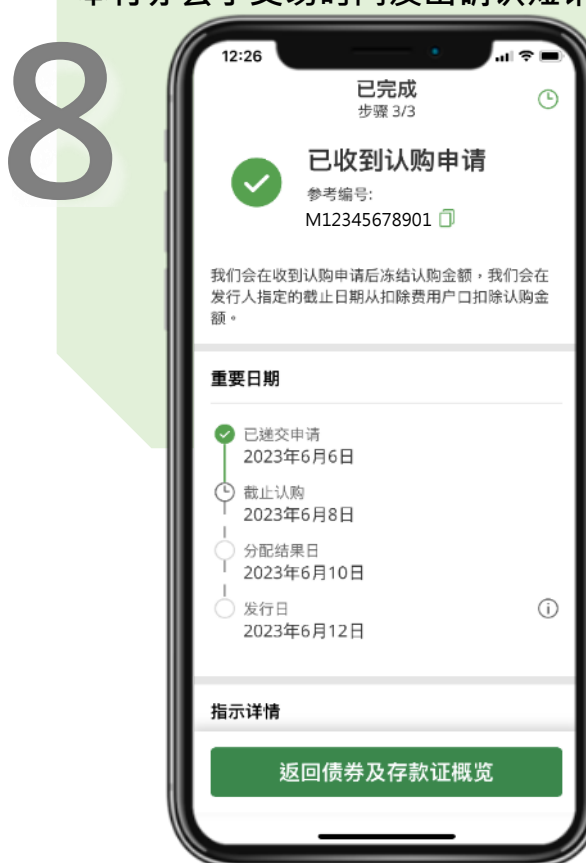 8
12:26
已完成
步骤 3/3
已收到认购申请
参考编号:
M12345678901
我们会在收到认购申请后冻结认购金额，我们会在
发行人指定的截止日期从扣除费用户口扣除认购金
额。
重要日期
已递交申请
2023年6月6日
截止认购
2023年6月8日
分配结果日
2023年6月10日
发行日
2023年6月12日
指示详情
返回债券及存款证概览